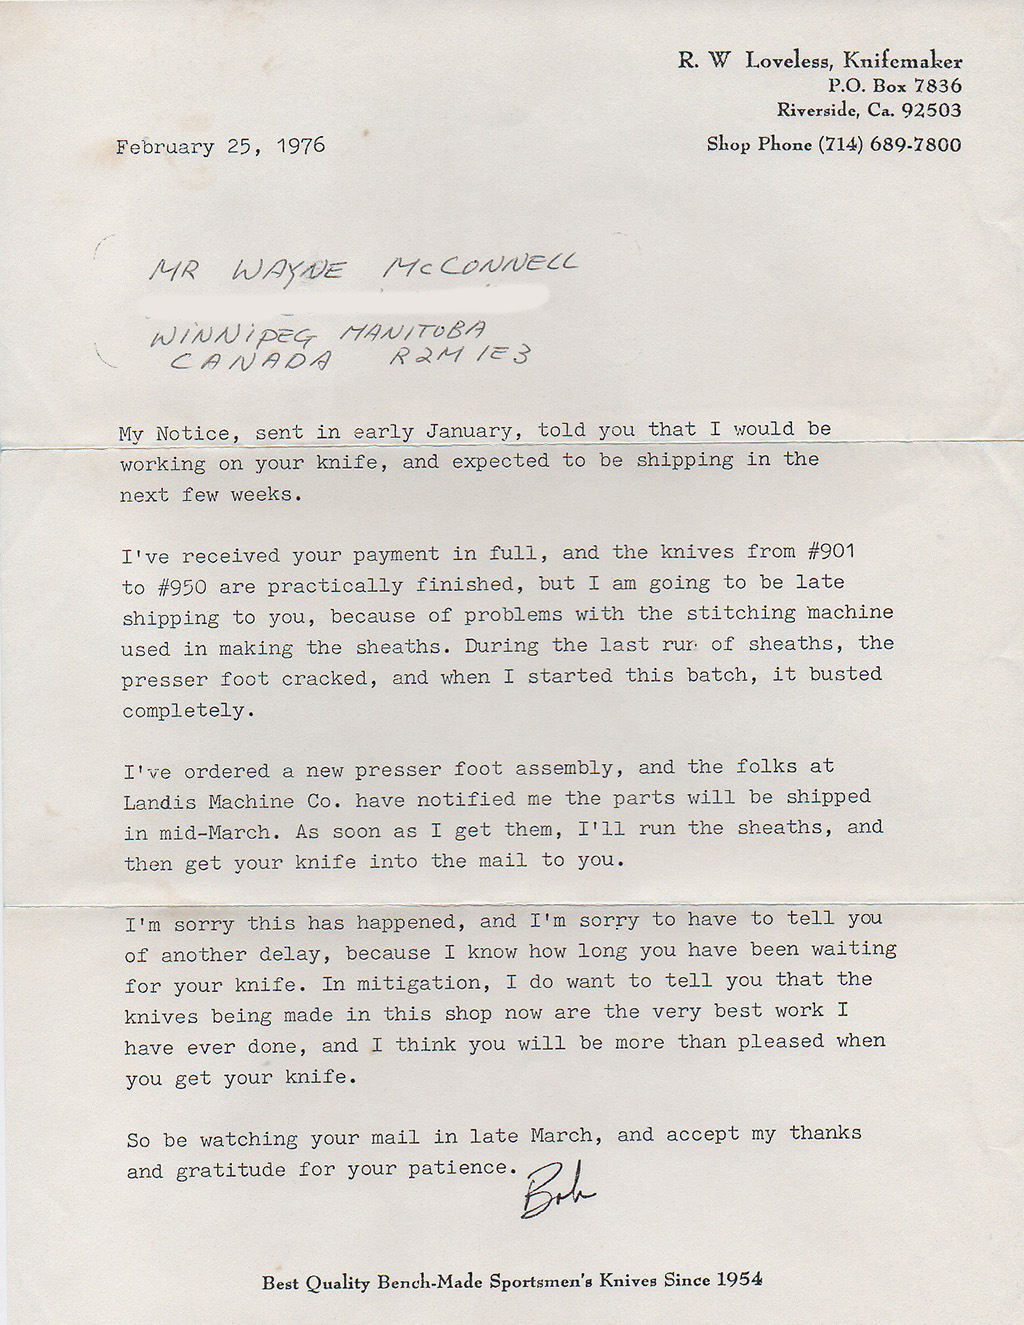 R. W Loveless, Knifemaker
P.O. Box 7836
Riverside, Ca. 92503
Shop Phone (714) 689-7800
February 25, 1976
MR WAYNE McCONNELL
WINNIPEG MANITOBA
CANADA R2M 1E3
My Notice, sent in early January, told you that I would be
working on your knife, and expected to be shipping in the
next few weeks.
I've received your payment in full, and the knives from #901
to #950 are practically finished, but I am going to be late
shipping to you, because of problems with the stitching machine
used in making the sheaths. During the last run of sheaths, the
presser foot cracked, and when I started this batch, it busted
completely.
I've ordered a new presser foot assembly, and the folks at
Landis Machine Co. have notified me the parts will be shipped
in mid-March. As soon as I get them, I'll run the sheaths, and
then get your knife into the mail to you.
I'm sorry this has happened, and I'm sorry to have to tell you
of another delay, because I know how long you have been waiting
for your knife. In mitigation, I do want to tell you that the
knives being made in this shop now are the very best work I
have ever done, and I think you will be more than pleased when
you get your knife.
So be watching your mail in late March, and accept my thanks
and gratitude for your patience.
Bob
Best Quality Bench-Made Sportsmen's Knives Since 1954